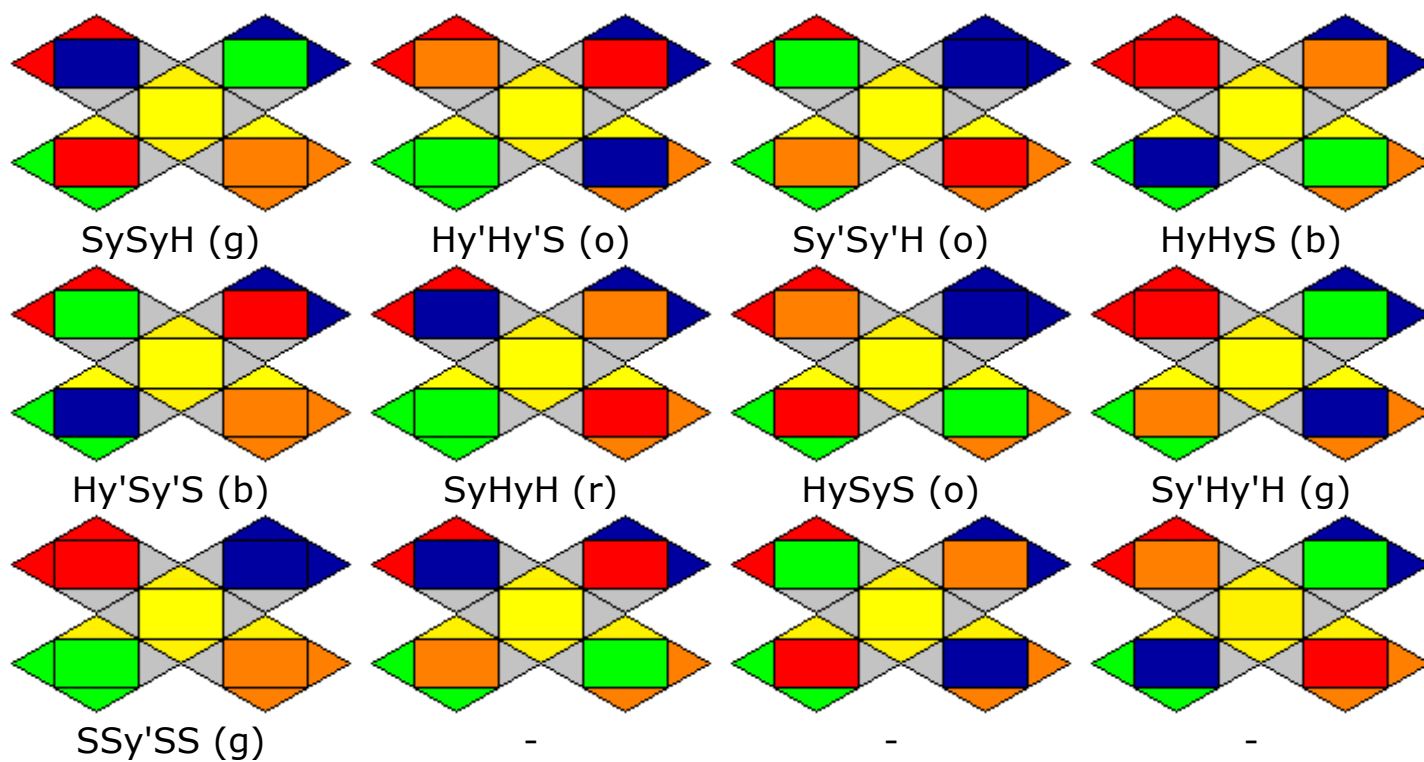 SySyH (g) Hy'Hy'S (o) Sy'Sy'H (o) HyHyS (b)
Hy'Sy'S (b) SyHyH (r) HySyS (o) Sy'Hy'H (g)
SSy'SS (g) - - -